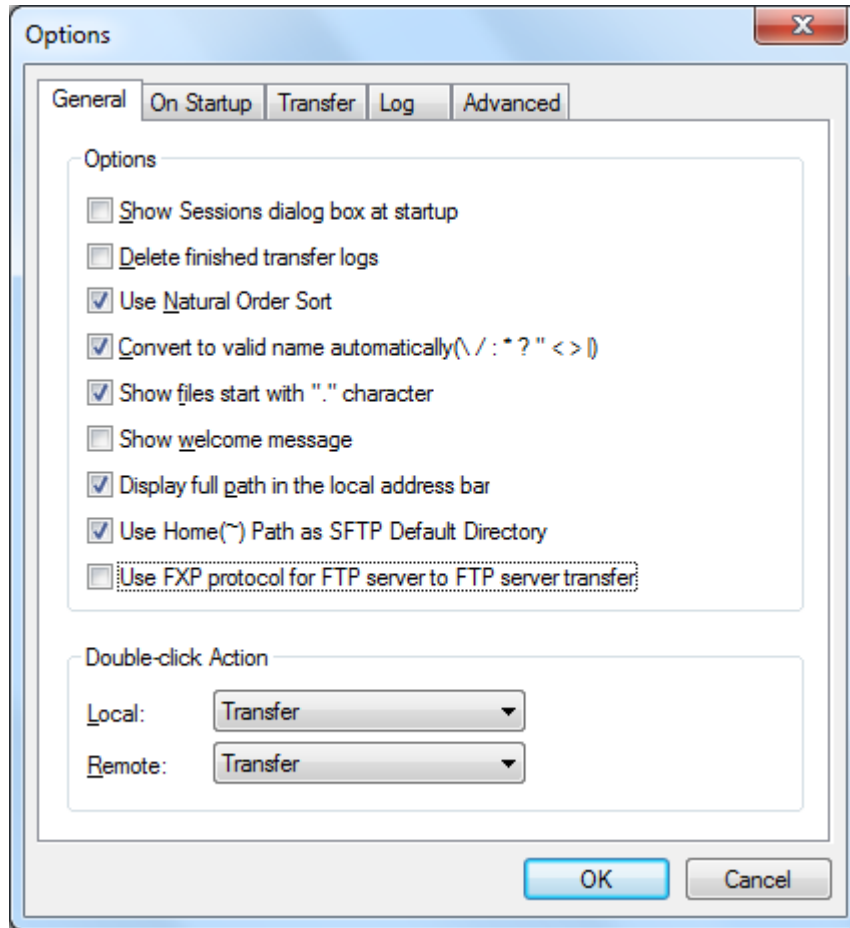 Options
General On Startup Transfer Log Advanced
Options
Show Sessions dialog box at startup
Delete finished transfer logs
Use Natural Order Sort
Convert to valid name automatically(\ / : * ? " < > |)
Show files start with "." character
Show welcome message
Display full path in the local address bar
Use Home(~) Path as SFTP Default Directory
Use FXP protocol for FTP server to FTP server transfer
Double-click Action
Local: Transfer
Remote: Transfer
OK Cancel